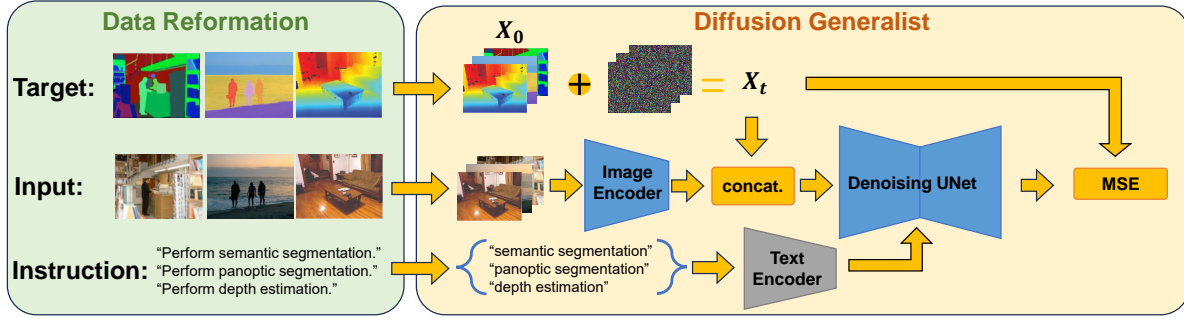 Data Reformation
Diffusion Generalist
Target:
X₀
+
=
Xₜ
Input:
Image
Encoder
concat.
Denoising UNet
MSE
Instruction:
“Perform semantic segmentation.”
“Perform panoptic segmentation.”
“Perform depth estimation.”
“semantic segmentation”
“panoptic segmentation”
“depth estimation”
Text
Encoder